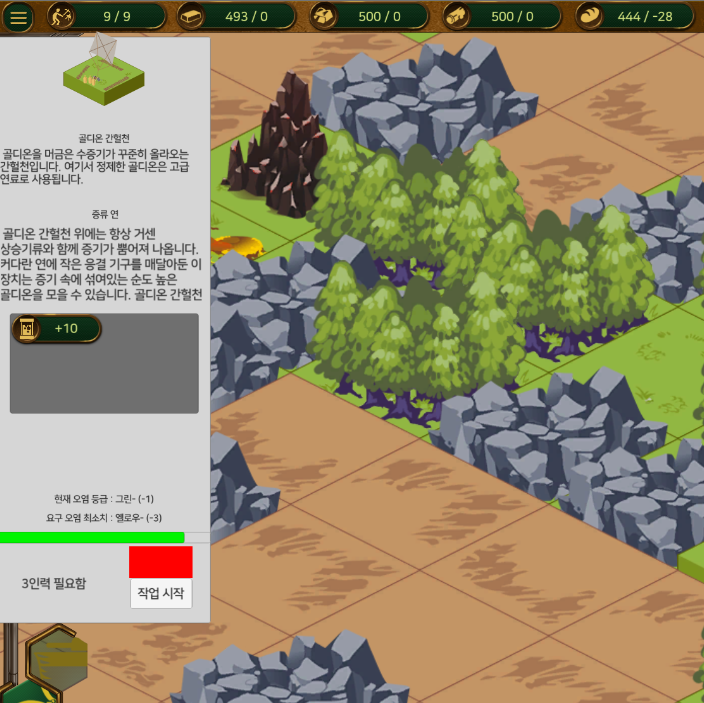 9 / 9
493 / 0
500 / 0
500 / 0
444 / -28
골디온 간헐천
골디온을 머금은 수증기가 꾸준히 올라오는
간헐천입니다. 여기서 정제한 골디온은 고급
연료로 사용됩니다.
증류 연
골디온 간헐천 위에는 항상 거센
상승기류와 함께 증기가 뿜어져 나옵니다.
커다란 연에 작은 응결 기구를 매달아둔 이
장치는 증기 속에 섞여있는 순도 높은
골디온을 모을 수 있습니다. 골디온 간헐천
+10
현재 오염 등급 : 그린- (-1)
요구 오염 최소치 : 옐로우- (-3)
3인력 필요함
작업 시작